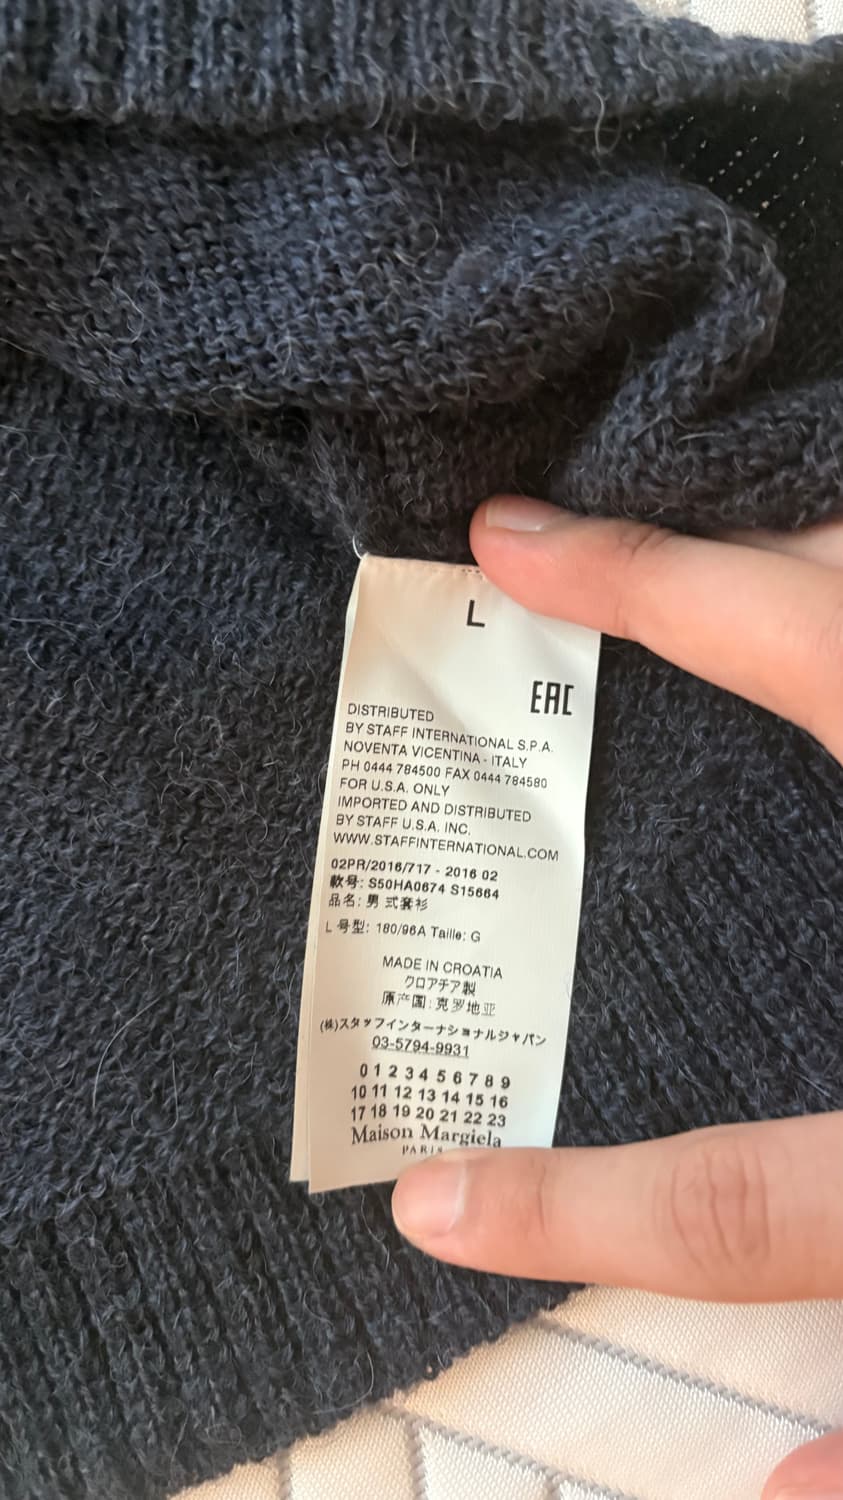 L
EAC
DISTRIBUTED
BY STAFF INTERNATIONAL S.P.A.
NOVENTA VICENTINA - ITALY
PH 0444 784500 FAX 0444 784580
FOR U.S.A. ONLY
IMPORTED AND DISTRIBUTED
BY STAFF U.S.A. INC.
WWW.STAFFINTERNATIONAL.COM
02PR/2016/717 - 2016 02
款号: S50HA0674 S15664
品名: 男式套衫
L 号型: 180/96A Taille: G
MADE IN CROATIA
クロアチア製
原产国: 克罗地亚
(株)スタッフインターナショナルジャパン
03-5794-9931
0 1 2 3 4 5 6 7 8 9
10 11 12 13 14 15 16
17 18 19 20 21 22 23
Maison Margiela
PARIS